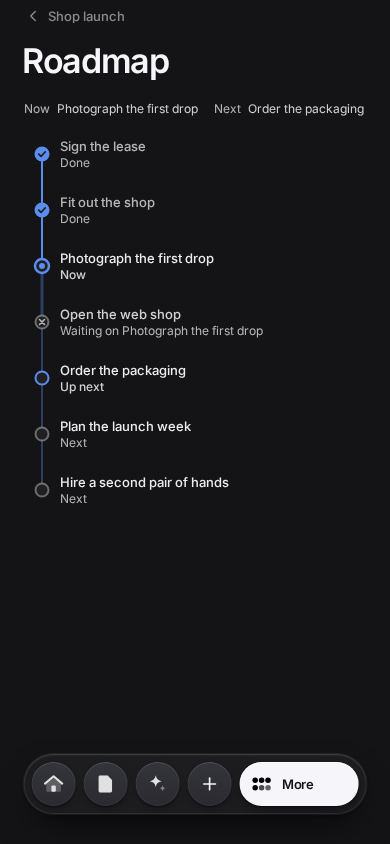 Shop launch
Roadmap
Now Photograph the first drop Next Order the packaging
Sign the lease
Done
Fit out the shop
Done
Photograph the first drop
Now
Open the web shop
Waiting on Photograph the first drop
Order the packaging
Up next
Plan the launch week
Next
Hire a second pair of hands
Next
More